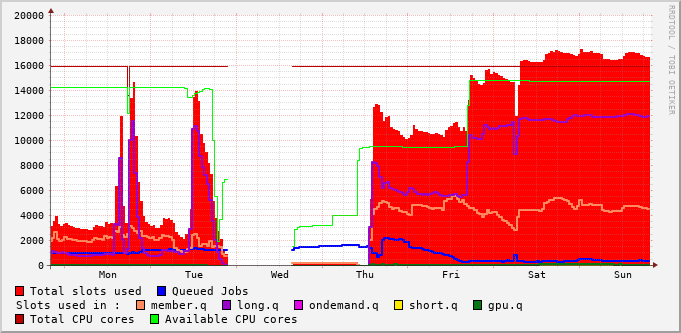 20000
18000
16000
14000
12000
10000
8000
6000
4000
2000
0
Mon Tue Wed Thu Fri Sat Sun
RRDTOOL / TOBI OETIKER
Total slots used Queued Jobs
Slots used in : member.q long.q ondemand.q short.q gpu.q
Total CPU cores Available CPU cores